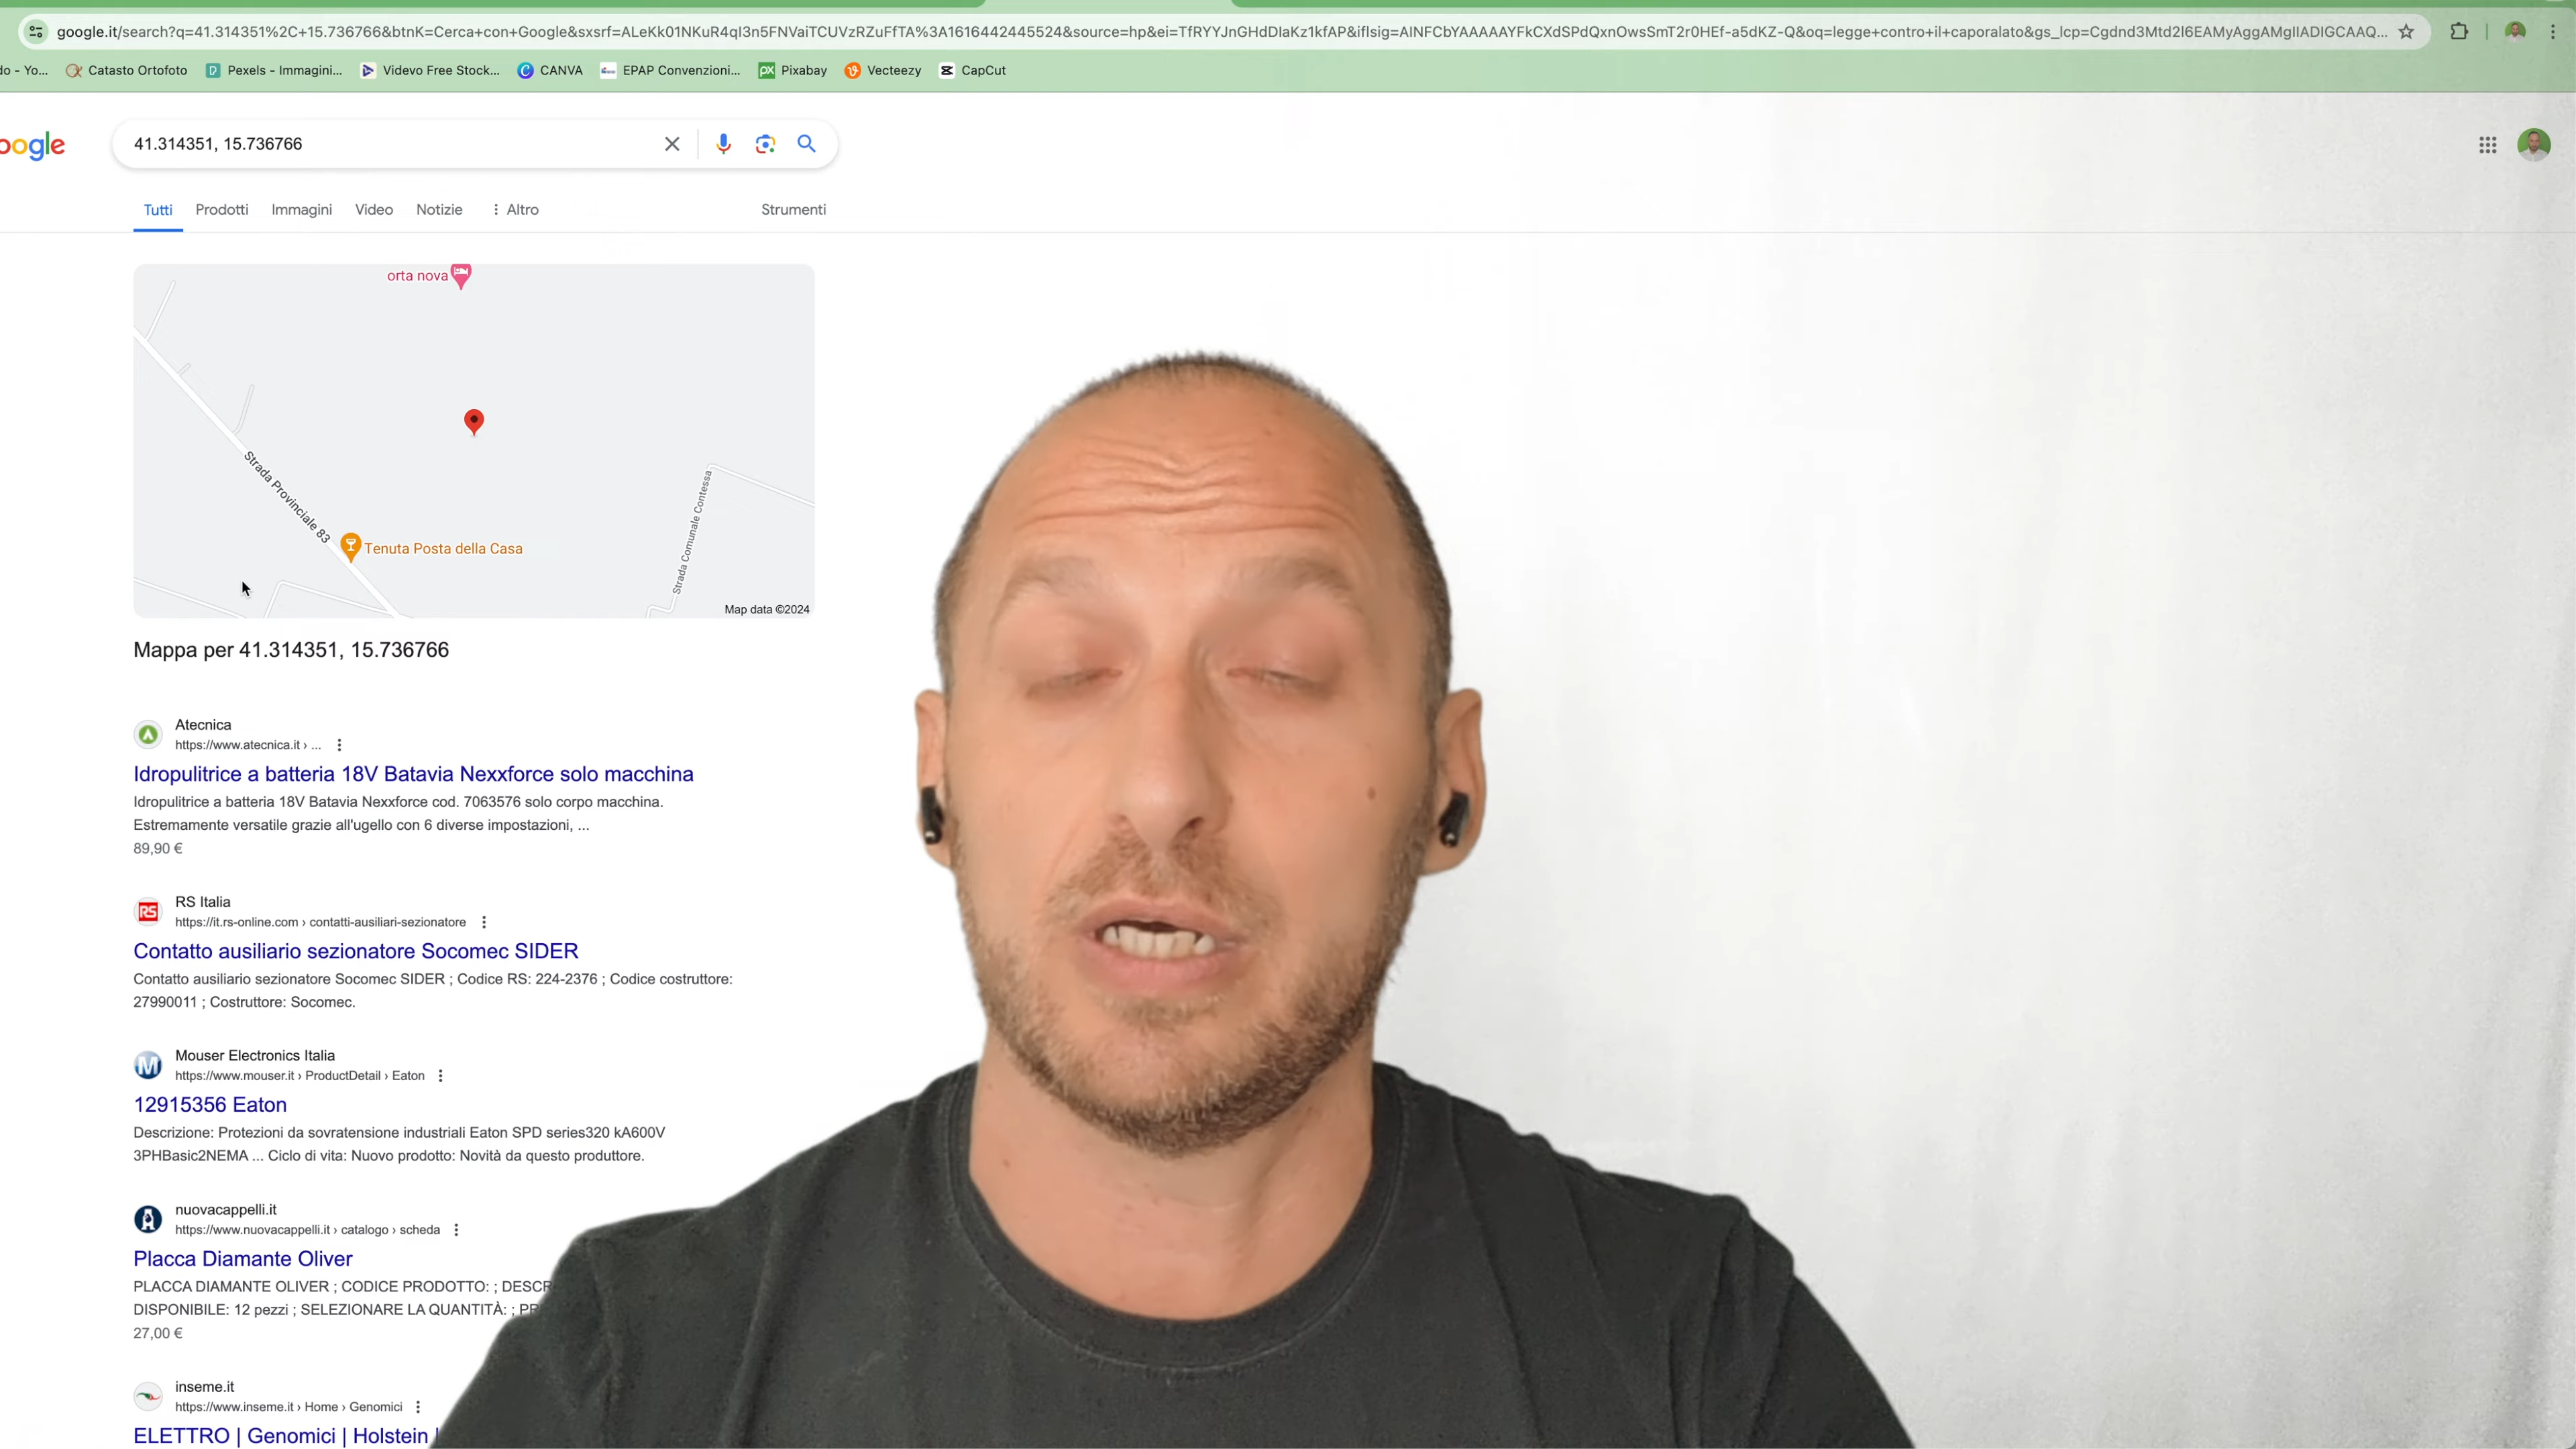 google.it/search?q=41.314351%2C+15.736766&btnK=Cerca+con+Google&sxsrf=ALeKk01NKuR4qI3n5FNVaiTCUVzRZuFfTA%3A1616442445524&source=hp&ei=TfRYYJnGHdDIaKz1kfAP&iflsig=AINFCbYAAAAAYFkCXdSPdQxnOwsSmT2r0HEf-a5dKZ-Q&oq=legge+contro+il+caporalato&gs_lcp=Cgdnd3Mtd2l6EAMyAggAMgIIADIGCAAQ...
do - Yo... Catasto Ortofoto Pexels - Immagini... Videvo Free Stock... CANVA EPAP Convenzioni... Pixabay Vecteezy CapCut
oogle
41.314351, 15.736766
Tutti Prodotti Immagini Video Notizie Altro Strumenti
orta nova
Strada Provinciale 83
Strada Comunale Contessa
Tenuta Posta della Casa
Map data ©2024
Mappa per 41.314351, 15.736766
Atecnica
https://www.atecnica.it › ...
Idropulitrice a batteria 18V Batavia Nexxforce solo macchina
Idropulitrice a batteria 18V Batavia Nexxforce cod. 7063576 solo corpo macchina.
Estremamente versatile grazie all'ugello con 6 diverse impostazioni, ...
89,90 €
RS
RS Italia
https://it.rs-online.com › contatti-ausiliari-sezionatore
Contatto ausiliario sezionatore Socomec SIDER
Contatto ausiliario sezionatore Socomec SIDER ; Codice RS: 224-2376 ; Codice costruttore:
27990011 ; Costruttore: Socomec.
M
Mouser Electronics Italia
https://www.mouser.it › ProductDetail › Eaton
12915356 Eaton
Descrizione: Protezioni da sovratensione industriali Eaton SPD series320 kA600V
3PHBasic2NEMA ... Ciclo di vita: Nuovo prodotto: Novità da questo produttore.
nuovacappelli.it
https://www.nuovacappelli.it › catalogo › scheda
Placca Diamante Oliver
PLACCA DIAMANTE OLIVER ; CODICE PRODOTTO: ; DESCR
DISPONIBILE: 12 pezzi ; SELEZIONARE LA QUANTITÀ: ; PR
27,00 €
inseme.it
https://www.inseme.it › Home › Genomici
ELETTRO | Genomici | Holstein |